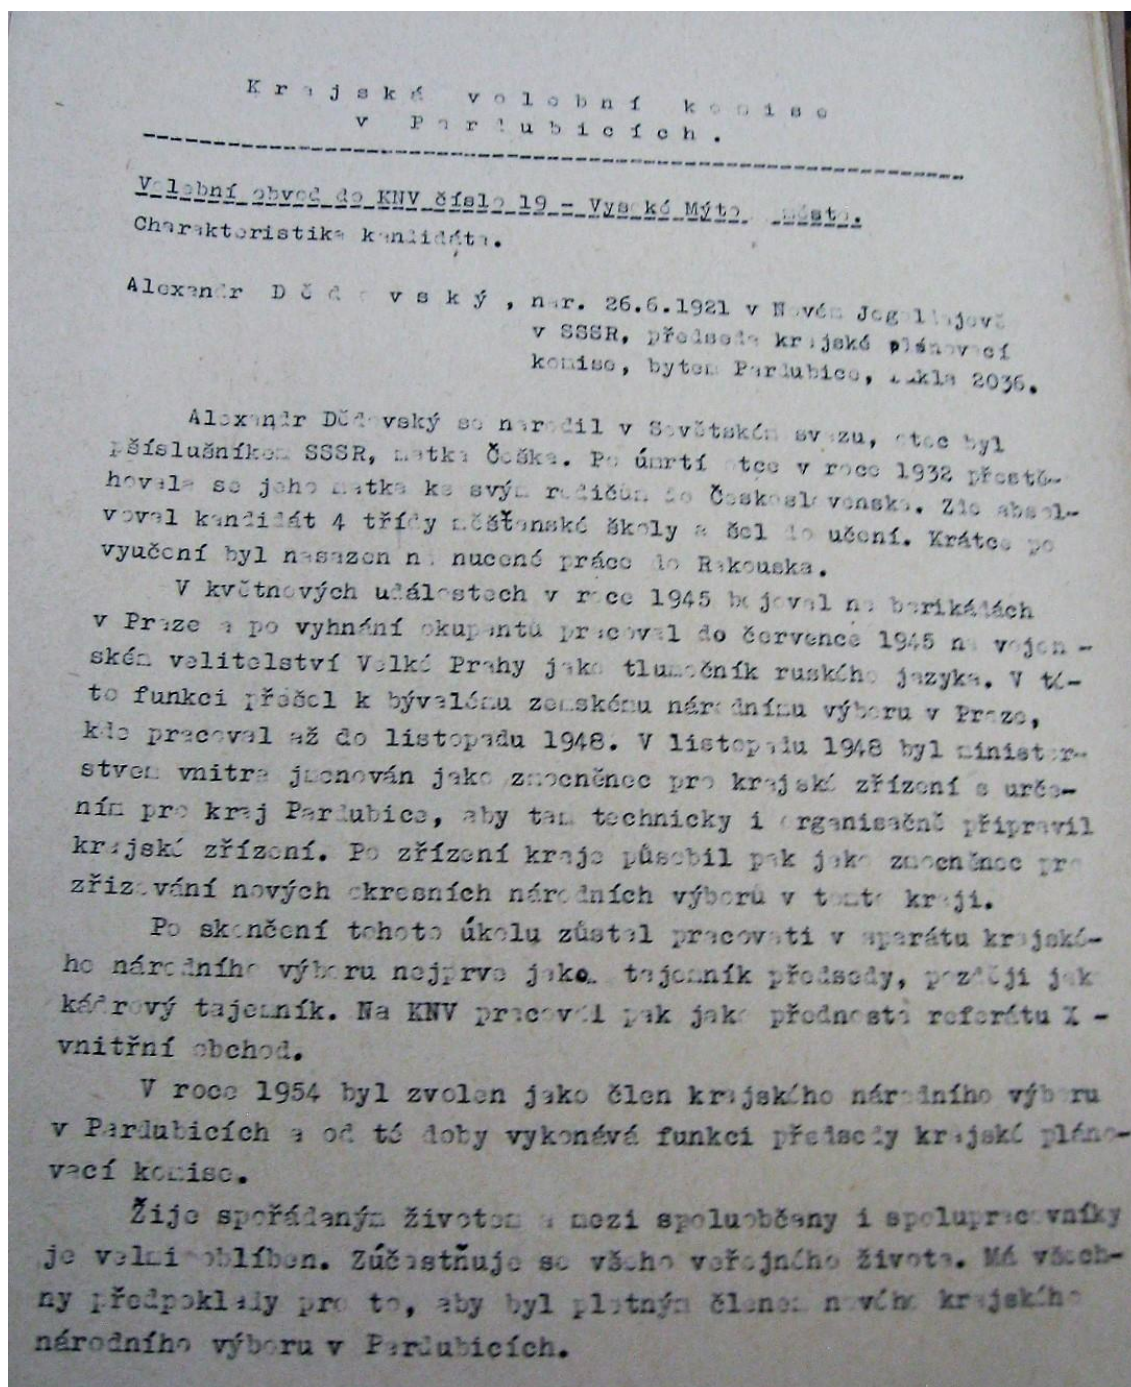 Krajská volební komise
v Pardubicích.
Volební obvod do KNV číslo 19 - Vysoké Mýto město.
Charakteristika kandidáta.
Alexandr Dědovský, nar. 26.6.1921 v Novém
v SSSR, předseda krajské plánovací
komise, bytem Pardubice, 2036.
Alexandr Dědovský se narodil v Sovětském svazu, otec byl
pšíslušníkem SSSR, matka Češka. Po úmrtí otce v roce 1932 přestě-
hovala se jeho matka ke svým rodičům do Československa. Zde absol-
voval kandidát 4 třídy měšťanské školy a šel do učení. Krátce po
vyučení byl nasazen na nucené práce do Rakouska.
V květnových událostech v roce 1945 bojoval na barikádách
v Praze a po vyhnání okupantů pracoval do července 1945 na vojen -
ském velitelství Velké Prahy jako tlumočník ruského jazyka. V té-
to funkci přešel k bývalému zemskému národnímu výboru v Praze,
kde pracoval až do listopadu 1948. V listopadu 1948 byl minister-
stvem vnitra jmenován jako zmocněnec pro krajské zřízení s urče-
ním pro kraj Pardubice, aby tam technicky i organisačně připravil
krajské zřízení. Po zřízení kraje působil pak jako zmocněnec pro
zřizování nových okresních národních výborů v tomto kraji.
Po skončení tohoto úkolu zůstal pracovati v aparátu krajské-
ho národního výboru nejprve jako tajemník předsedy, později jako
kádrový tajemník. Na KNV pracoval pak jako přednosta referátu X -
vnitřní obchod.
V roce 1954 byl zvolen jako člen krajského národního výboru
v Pardubicích a od té doby vykonává funkci předsedy krajské pláno-
vací komise.
Žije spořádaným životem a mezi spoluobčany i spolupracovníky
je velmi oblíben. Zúčastňuje se všeho veřejného života. Má všech-
ny předpoklady pro to, aby byl platným členem nového krajského
národního výboru v Pardubicích.